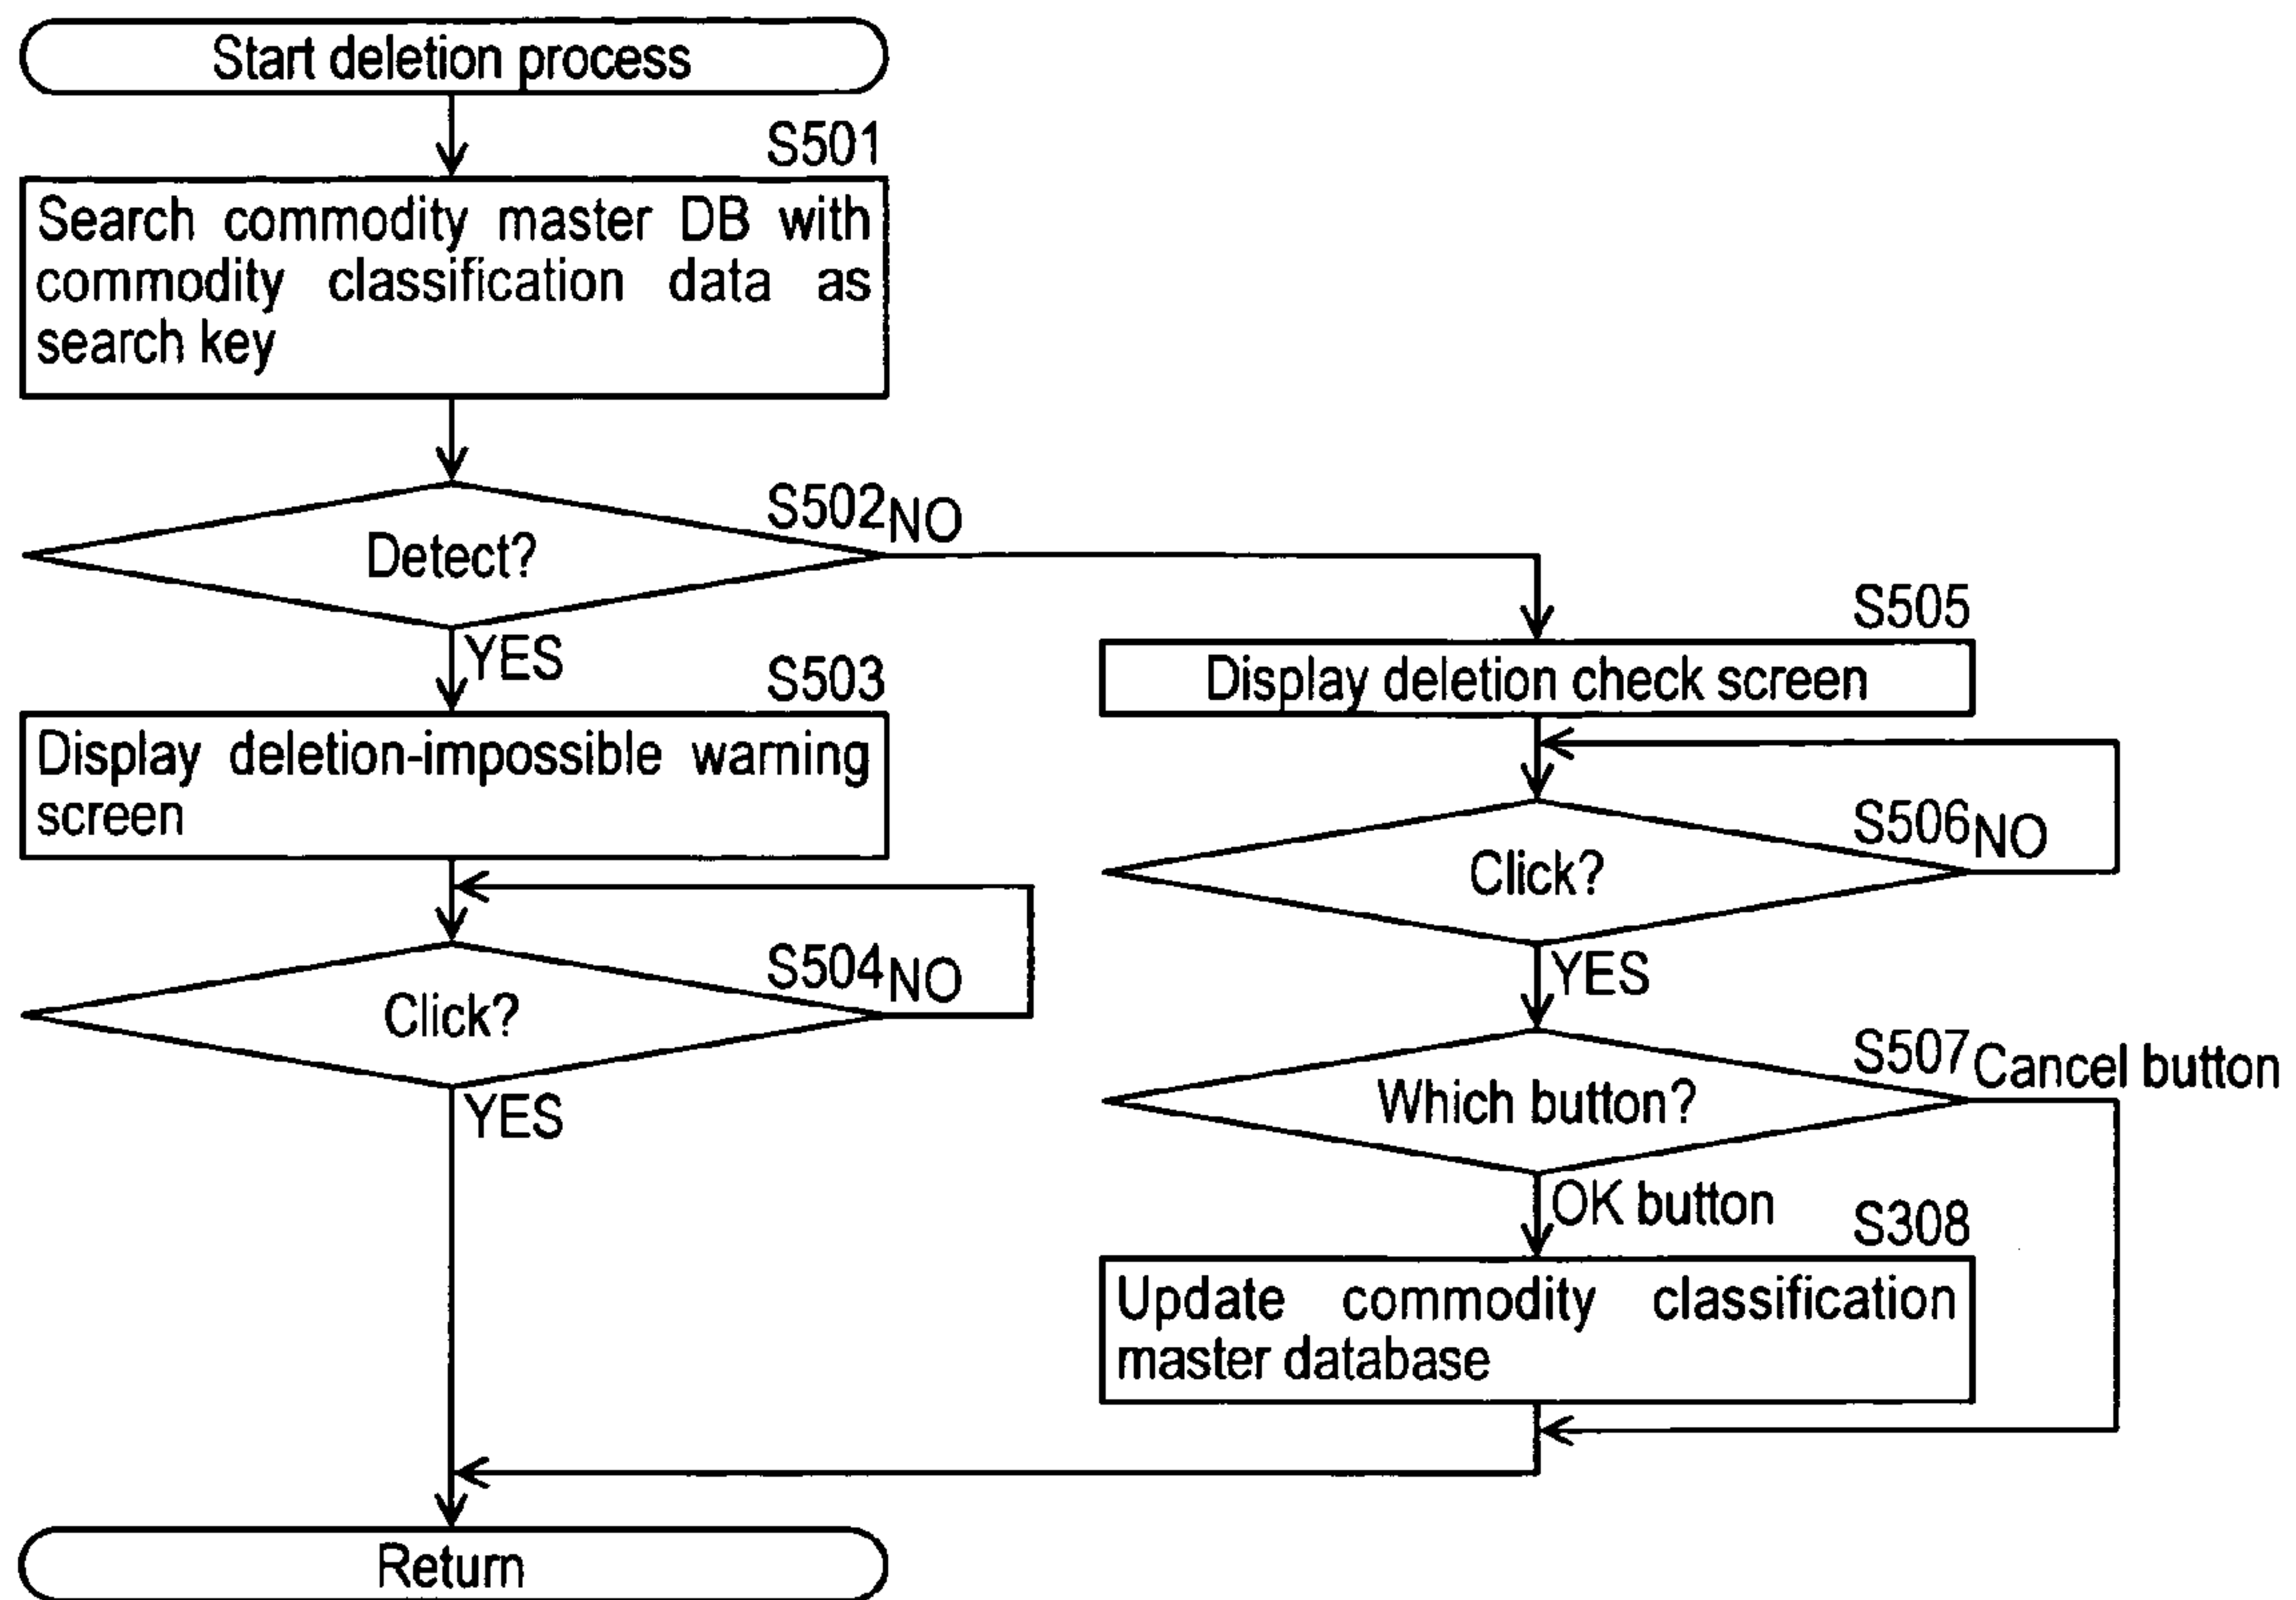 Start deletion process
S501
Search commodity master DB with
commodity classification data as
search key
S502
NO
Detect?
YES
S503
Display deletion-impossible warning
screen
S504
NO
Click?
YES
S505
Display deletion check screen
S506
NO
Click?
YES
S507
Cancel button
Which button?
OK button
S308
Update commodity classification
master database
Return